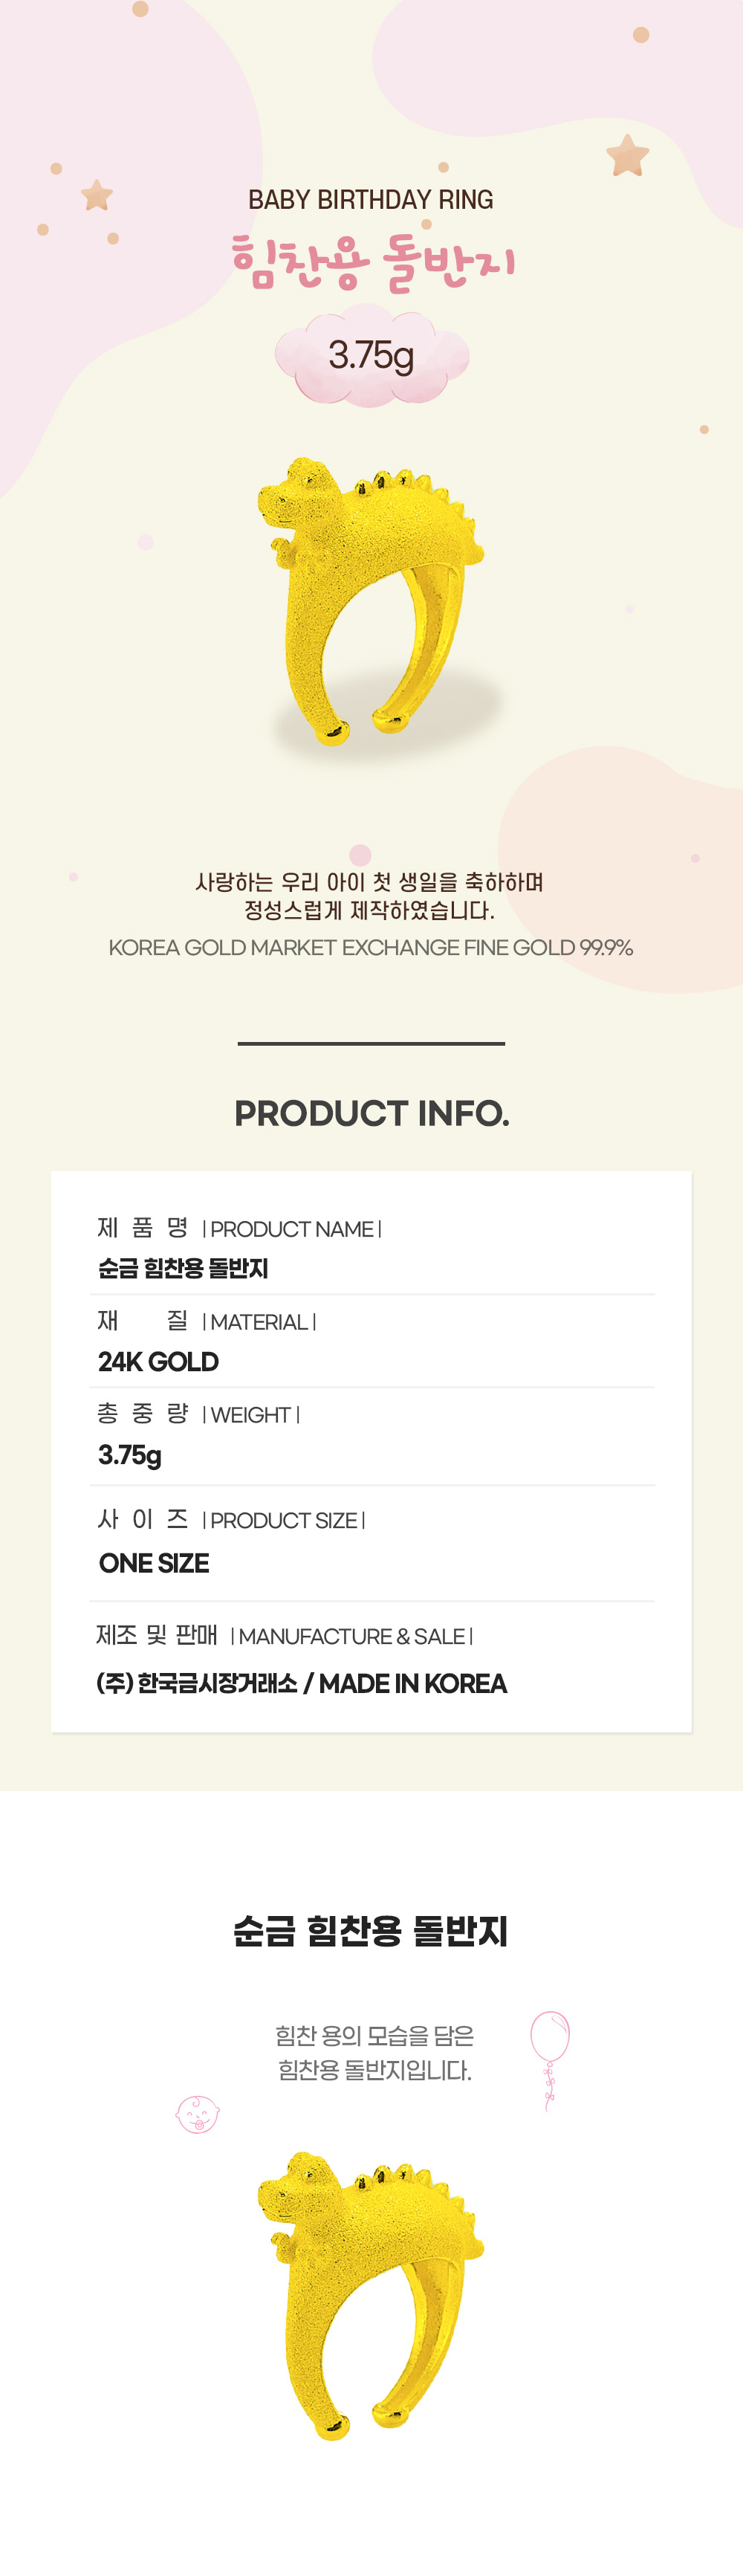 BABY BIRTHDAY RING
힘찬용 돌반지
3.75g
사랑하는 우리 아이 첫 생일을 축하하며
정성스럽게 제작하였습니다.
KOREA GOLD MARKET EXCHANGE FINE GOLD 99.9%
PRODUCT INFO.
제 품 명 | PRODUCT NAME |
순금 힘찬용 돌반지
재 질 | MATERIAL |
24K GOLD
총 중 량 | WEIGHT |
3.75g
사 이 즈 | PRODUCT SIZE |
ONE SIZE
제조 및 판매 | MANUFACTURE & SALE |
(주) 한국금시장거래소 / MADE IN KOREA
순금 힘찬용 돌반지
힘찬 용의 모습을 담은
힘찬용 돌반지입니다.